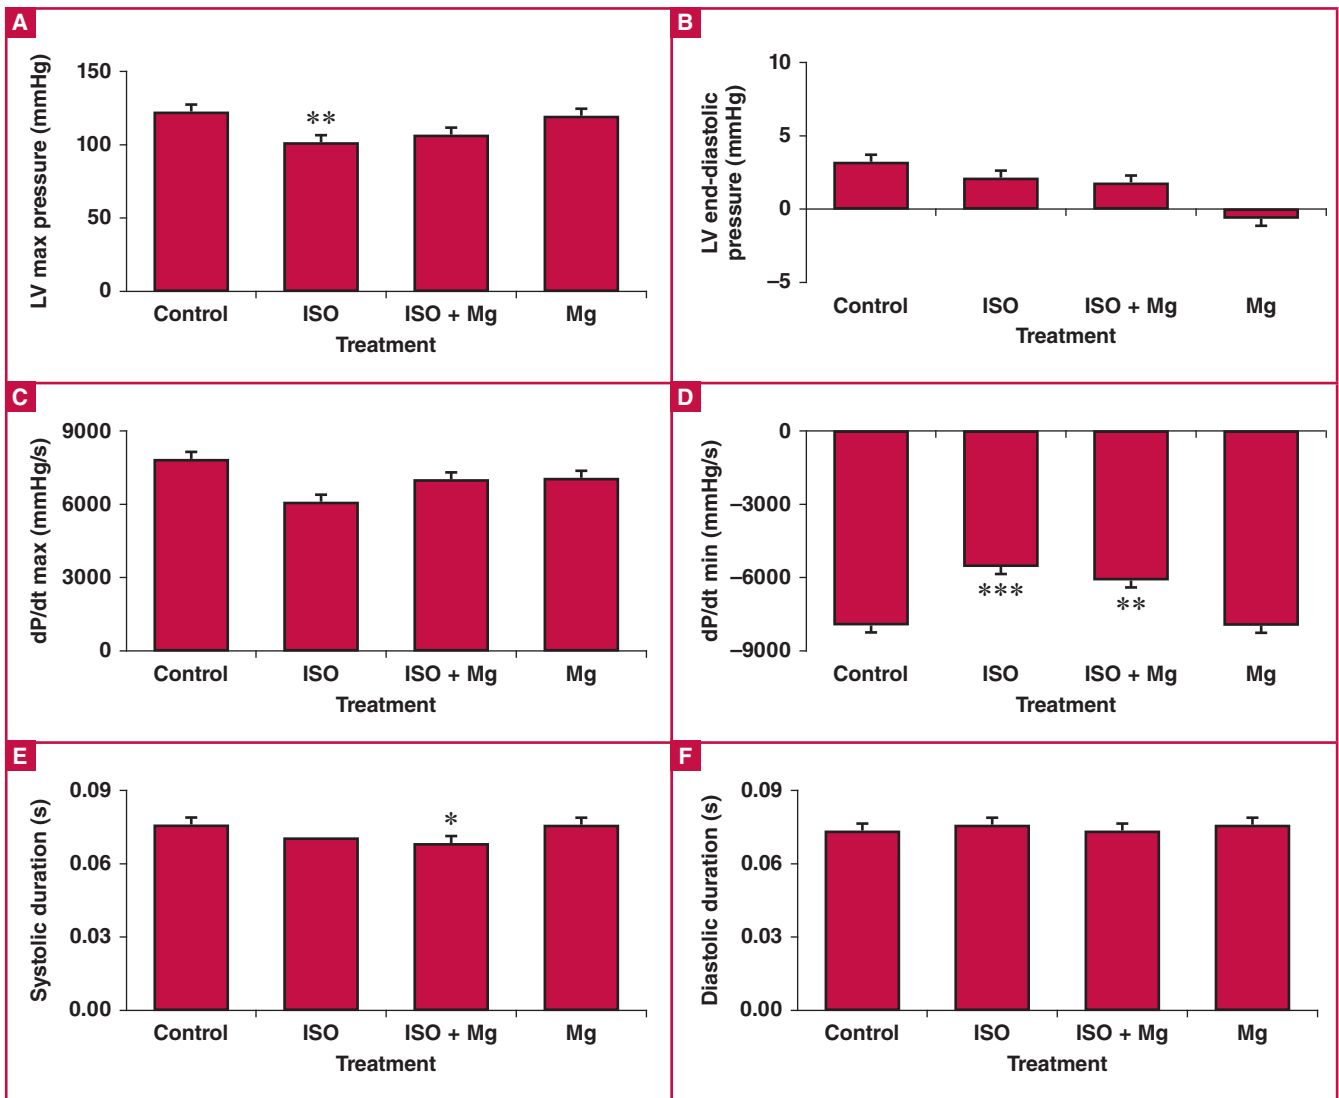 A
LV max pressure (mmHg)
150
100
50
0
**
Control ISO ISO + Mg Mg
Treatment
B
LV end-diastolic
pressure (mmHg)
10
5
0
–5
Control ISO ISO + Mg Mg
Treatment
C
dP/dt max (mmHg/s)
9000
6000
3000
0
Control ISO ISO + Mg Mg
Treatment
D
dP/dt min (mmHg/s)
0
–3000
–6000
–9000
***
**
Control ISO ISO + Mg Mg
Treatment
E
Systolic duration (s)
0.09
0.06
0.03
0.00
*
Control ISO ISO + Mg Mg
Treatment
F
Diastolic duration (s)
0.09
0.06
0.03
0.00
Control ISO ISO + Mg Mg
Treatment